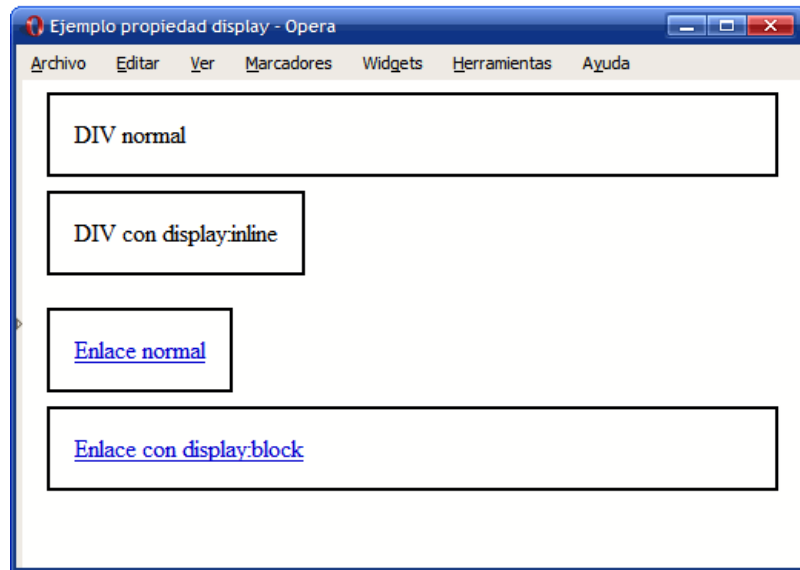 Ejemplo propiedad display - Opera
Archivo Editar Ver Marcadores Widgets Herramientas Ayuda
DIV normal
DIV con display:inline
Enlace normal
Enlace con display:block